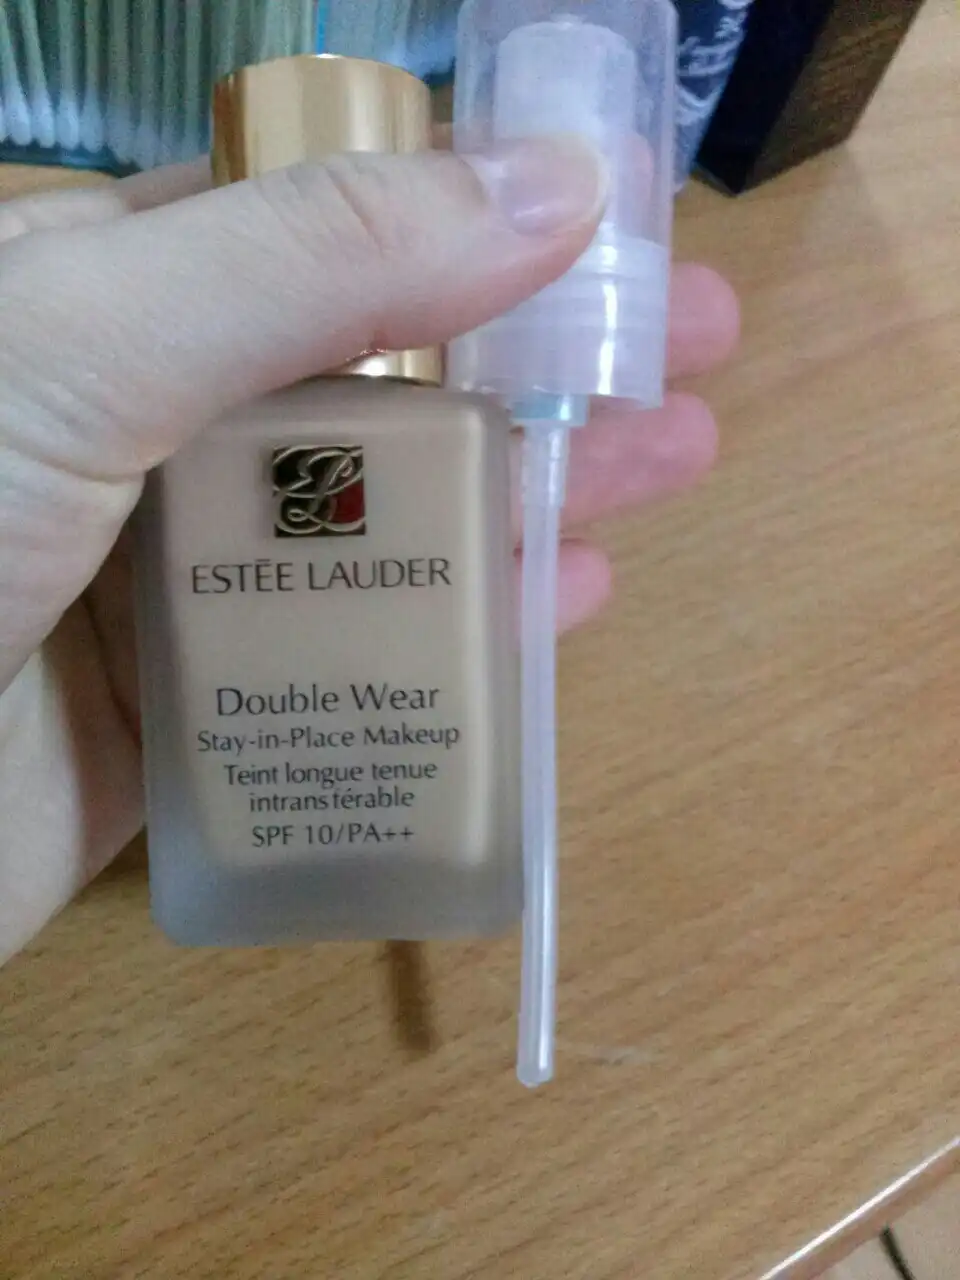 ESTĒE LAUDER
Double Wear
Stay-in-Place Makeup
Teint longue tenue
intransférable
SPF 10/PA++